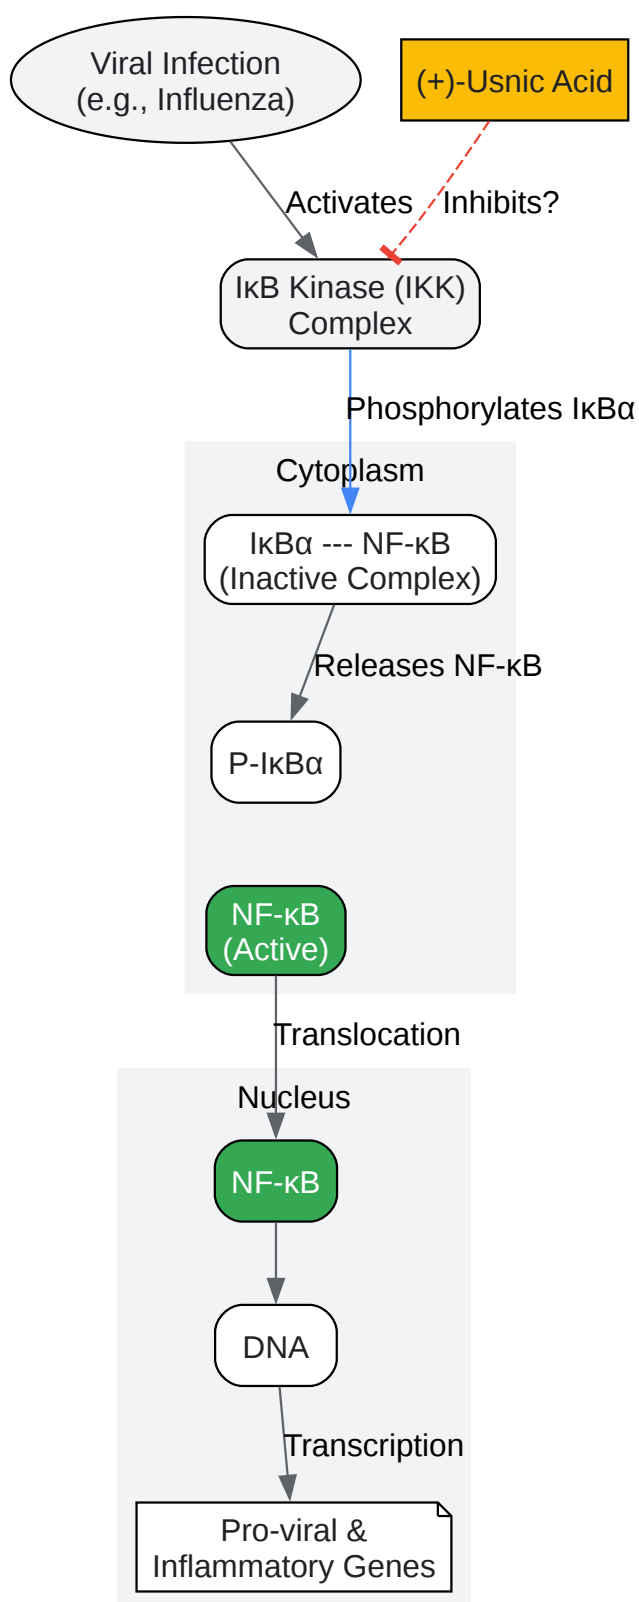 Viral Infection
(e.g., Influenza)
(+)-Usnic Acid
Activates
Inhibits?
IκB Kinase (IKK)
Complex
Phosphorylates IκBα
Cytoplasm
IκBα --- NF-κB
(Inactive Complex)
Releases NF-κB
P-IκBα
NF-κB
(Active)
Translocation
Nucleus
NF-κB
DNA
Transcription
Pro-viral &
Inflammatory Genes